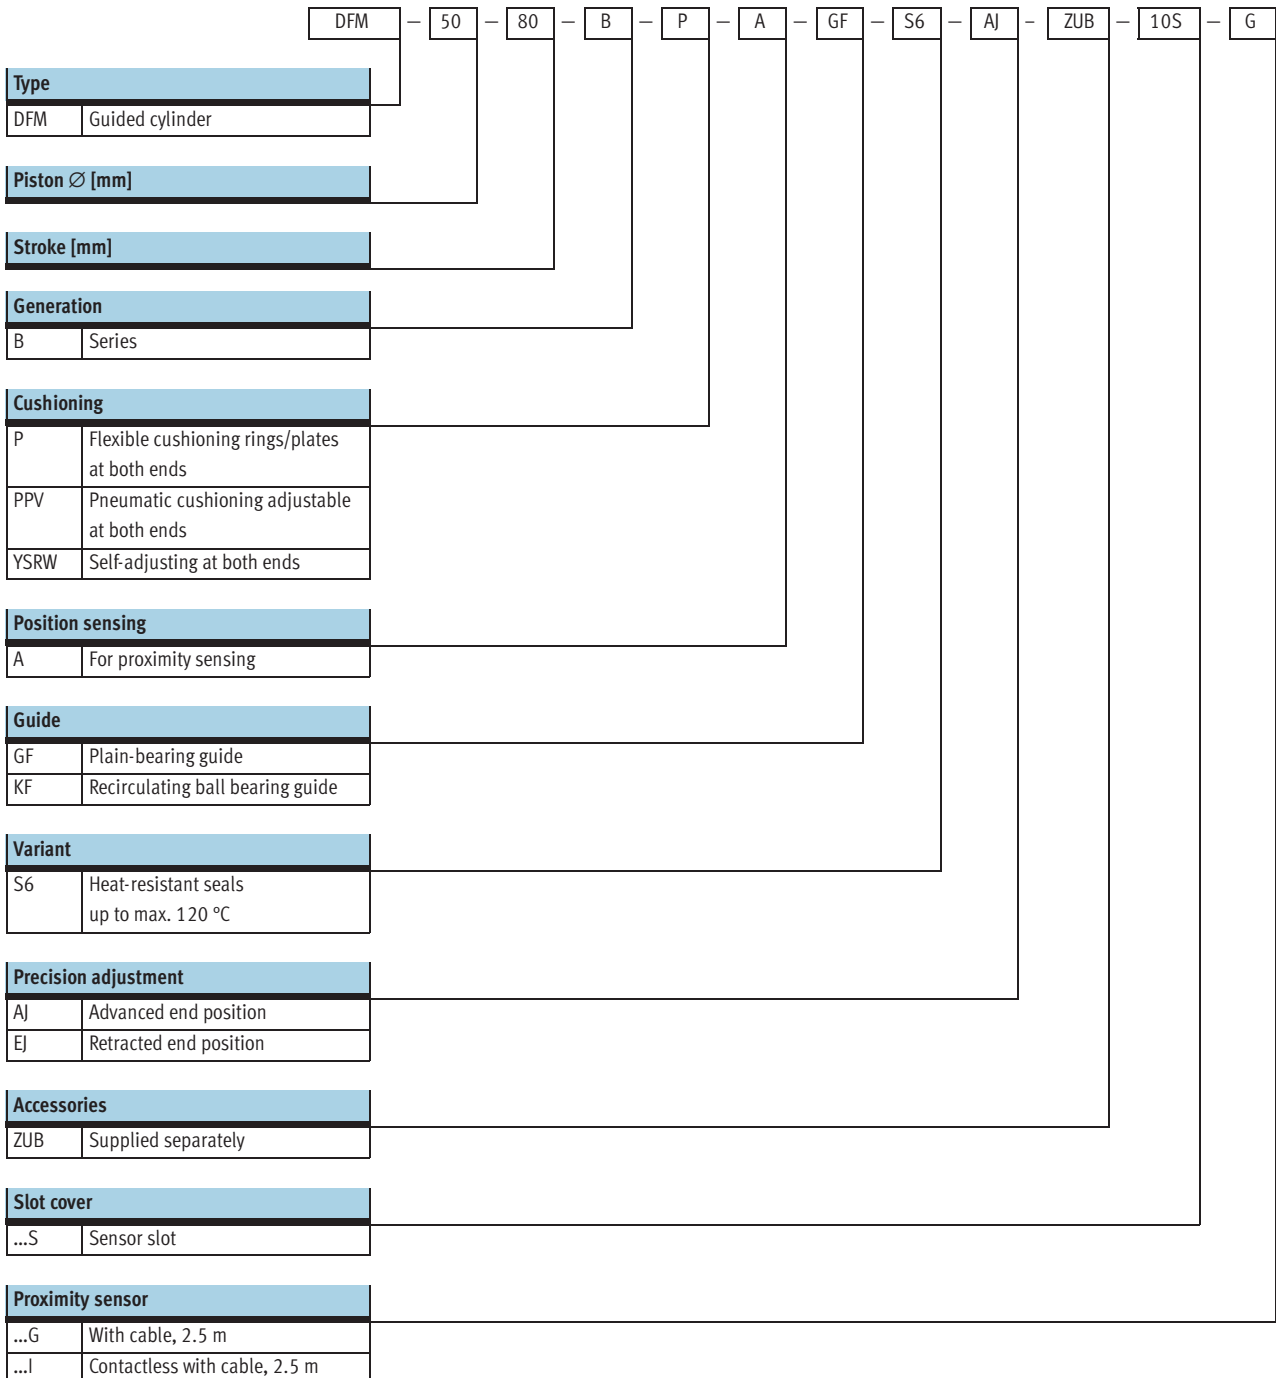 DFM — 50 — 80 — B — P — A — GF — S6 — AJ – ZUB — 10S — G
Type
DFM Guided cylinder
Piston ∅ [mm]
Stroke [mm]
Generation
B Series
Cushioning
P Flexible cushioning rings/plates
at both ends
PPV Pneumatic cushioning adjustable
at both ends
YSRW Self-adjusting at both ends
Position sensing
A For proximity sensing
Guide
GF Plain-bearing guide
KF Recirculating ball bearing guide
Variant
S6 Heat-resistant seals
up to max. 120 °C
Precision adjustment
AJ Advanced end position
EJ Retracted end position
Accessories
ZUB Supplied separately
Slot cover
...S Sensor slot
Proximity sensor
...G With cable, 2.5 m
...I Contactless with cable, 2.5 m